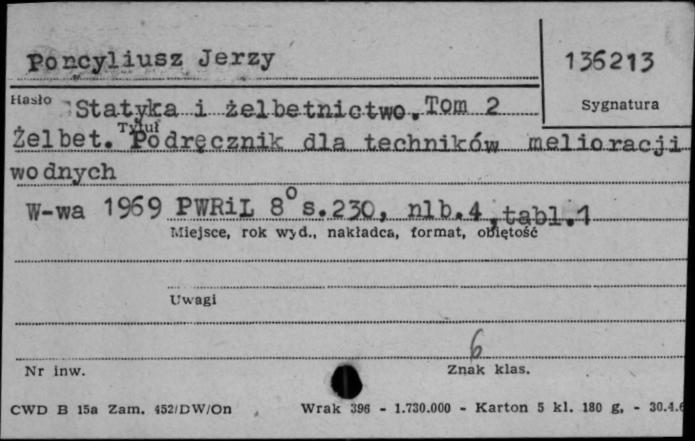 Poncyliusz Jerzy
136213
Hasło
Sygnatura
Statyka i żelbetnictwo. Tom 2
Tytuł
Żelbet. Podręcznik dla techników melioracji
wodnych
W-wa 1969 PWRiL 8° s.230, nlb.4, tabl.1
Miejsce, rok wyd., nakładca, format, objętość
Uwagi
6
Nr inw.
Znak klas.
CWD B 15a Zam. 452/DW/On Wrak 396 - 1.730.000 - Karton 5 kl. 180 g, - 30.4.6